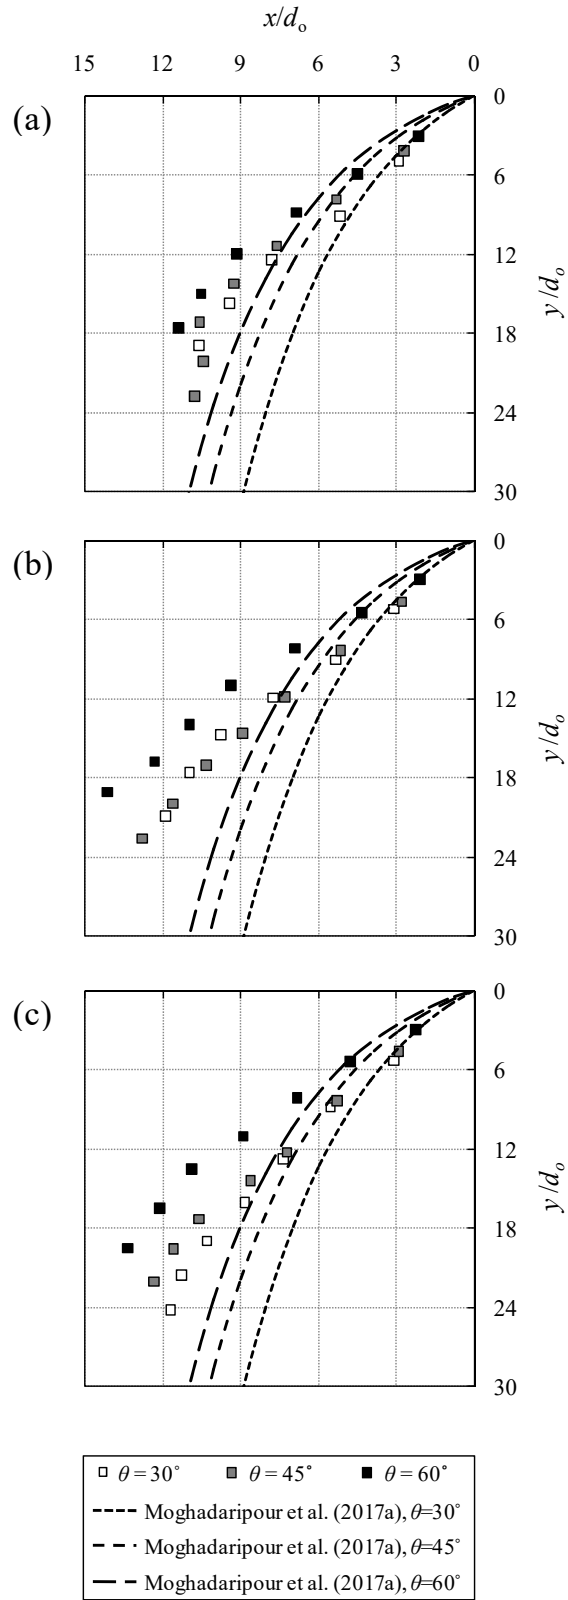 x/do
15 12 9 6 3 0
(a)
0
6
12
18
24
30
y/do
(b)
0
6
12
18
24
30
y/do
(c)
0
6
12
18
24
30
y/do
θ = 30° θ = 45° θ = 60°
Moghadaripour et al. (2017a), θ=30°
Moghadaripour et al. (2017a), θ=45°
Moghadaripour et al. (2017a), θ=60°